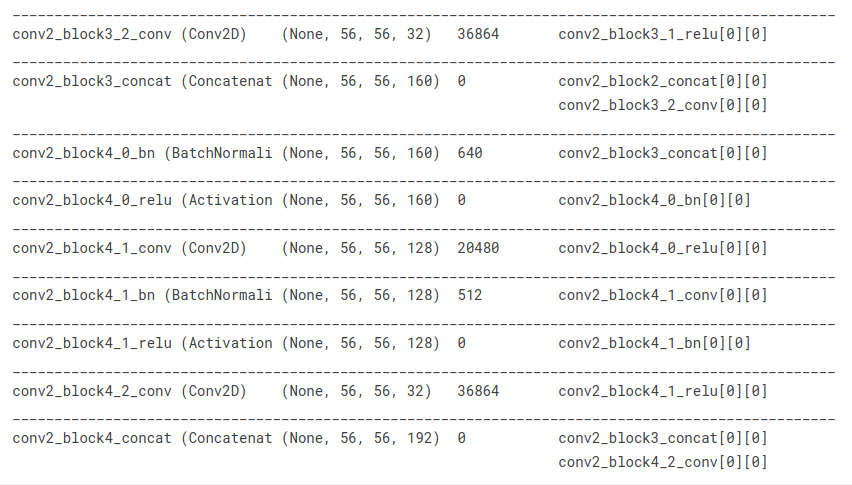 __________________________________________________________________________________________________
conv2_block3_2_conv (Conv2D)    (None, 56, 56, 32)   36864       conv2_block3_1_relu[0][0]
__________________________________________________________________________________________________
conv2_block3_concat (Concatenat (None, 56, 56, 160)  0           conv2_block2_concat[0][0]
                                                                 conv2_block3_2_conv[0][0]
__________________________________________________________________________________________________
conv2_block4_0_bn (BatchNormali (None, 56, 56, 160)  640         conv2_block3_concat[0][0]
__________________________________________________________________________________________________
conv2_block4_0_relu (Activation (None, 56, 56, 160)  0           conv2_block4_0_bn[0][0]
__________________________________________________________________________________________________
conv2_block4_1_conv (Conv2D)    (None, 56, 56, 128)  20480       conv2_block4_0_relu[0][0]
__________________________________________________________________________________________________
conv2_block4_1_bn (BatchNormali (None, 56, 56, 128)  512         conv2_block4_1_conv[0][0]
__________________________________________________________________________________________________
conv2_block4_1_relu (Activation (None, 56, 56, 128)  0           conv2_block4_1_bn[0][0]
__________________________________________________________________________________________________
conv2_block4_2_conv (Conv2D)    (None, 56, 56, 32)   36864       conv2_block4_1_relu[0][0]
__________________________________________________________________________________________________
conv2_block4_concat (Concatenat (None, 56, 56, 192)  0           conv2_block3_concat[0][0]
                                                                 conv2_block4_2_conv[0][0]